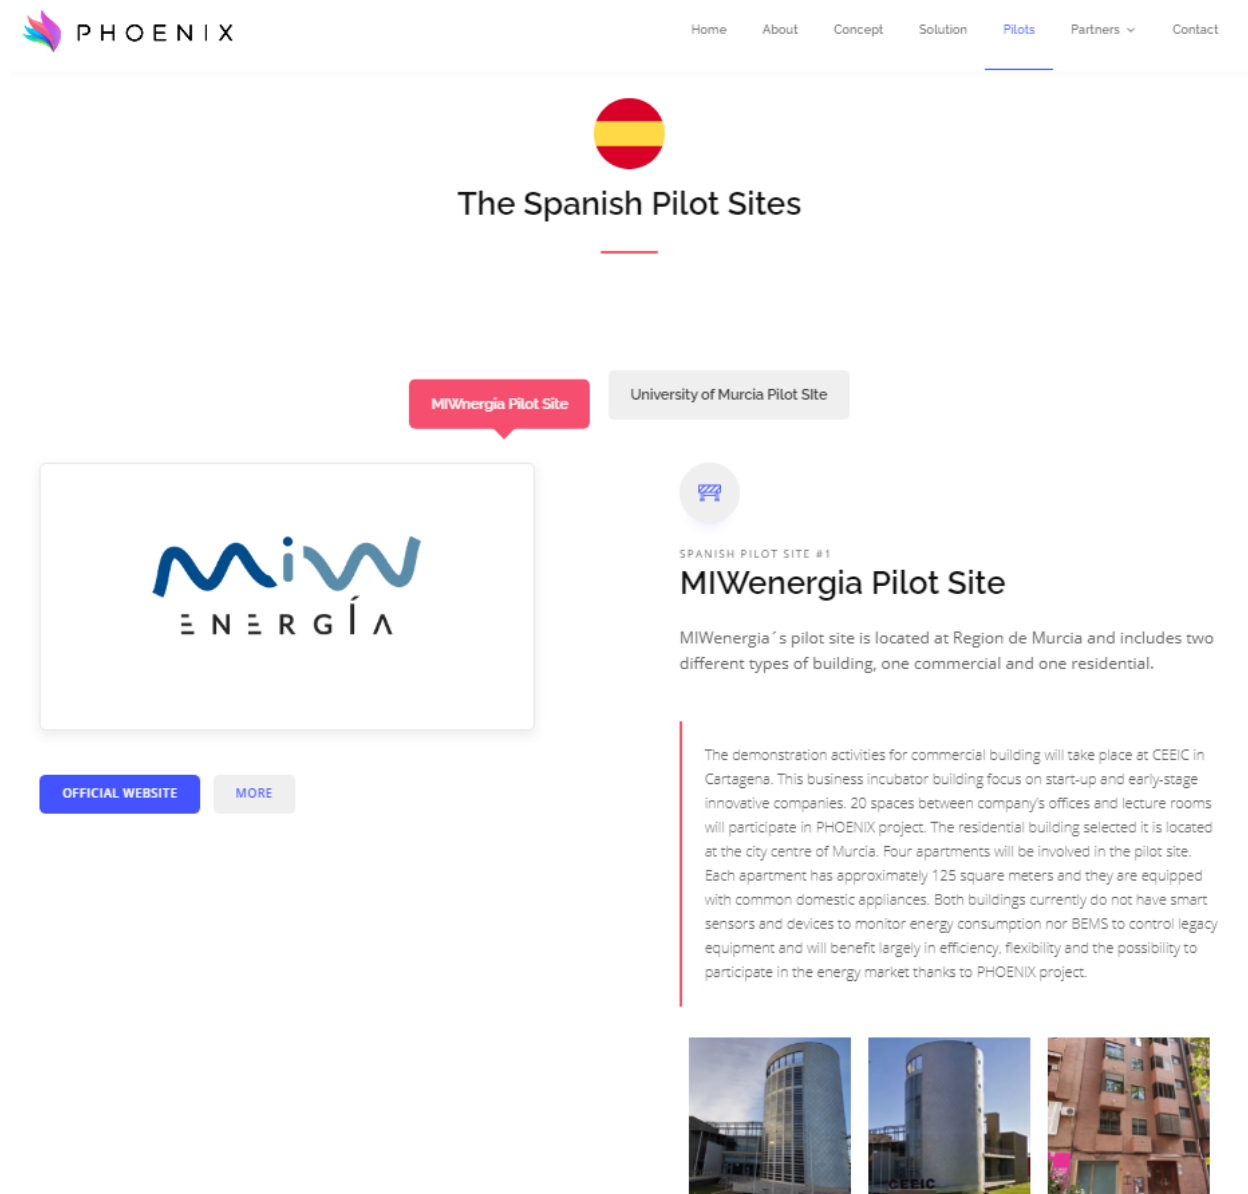 PHOENIX
Home About Concept Solution Pilots Partners Contact
The Spanish Pilot Sites
MIWnergia Pilot Site
University of Murcia Pilot SIte
MiW
ENERGÍA
OFFICIAL WEBSITE
MORE
SPANISH PILOT SITE #1
MIWenergia Pilot Site
MIWenergia´s pilot site is located at Region de Murcia and includes two
different types of building, one commercial and one residential.
The demonstration activities for commercial building will take place at CEEIC in
Cartagena. This business incubator building focus on start-up and early-stage
innovative companies. 20 spaces between company's offices and lecture rooms
will participate in PHOENIX project. The residential building selected it is located
at the city centre of Murcia. Four apartments will be involved in the pilot site.
Each apartment has approximately 125 square meters and they are equipped
with common domestic appliances. Both buildings currently do not have smart
sensors and devices to monitor energy consumption nor BEMS to control legacy
equipment and will benefit largely in efficiency, flexibility and the possibility to
participate in the energy market thanks to PHOENIX project.
CEEIC